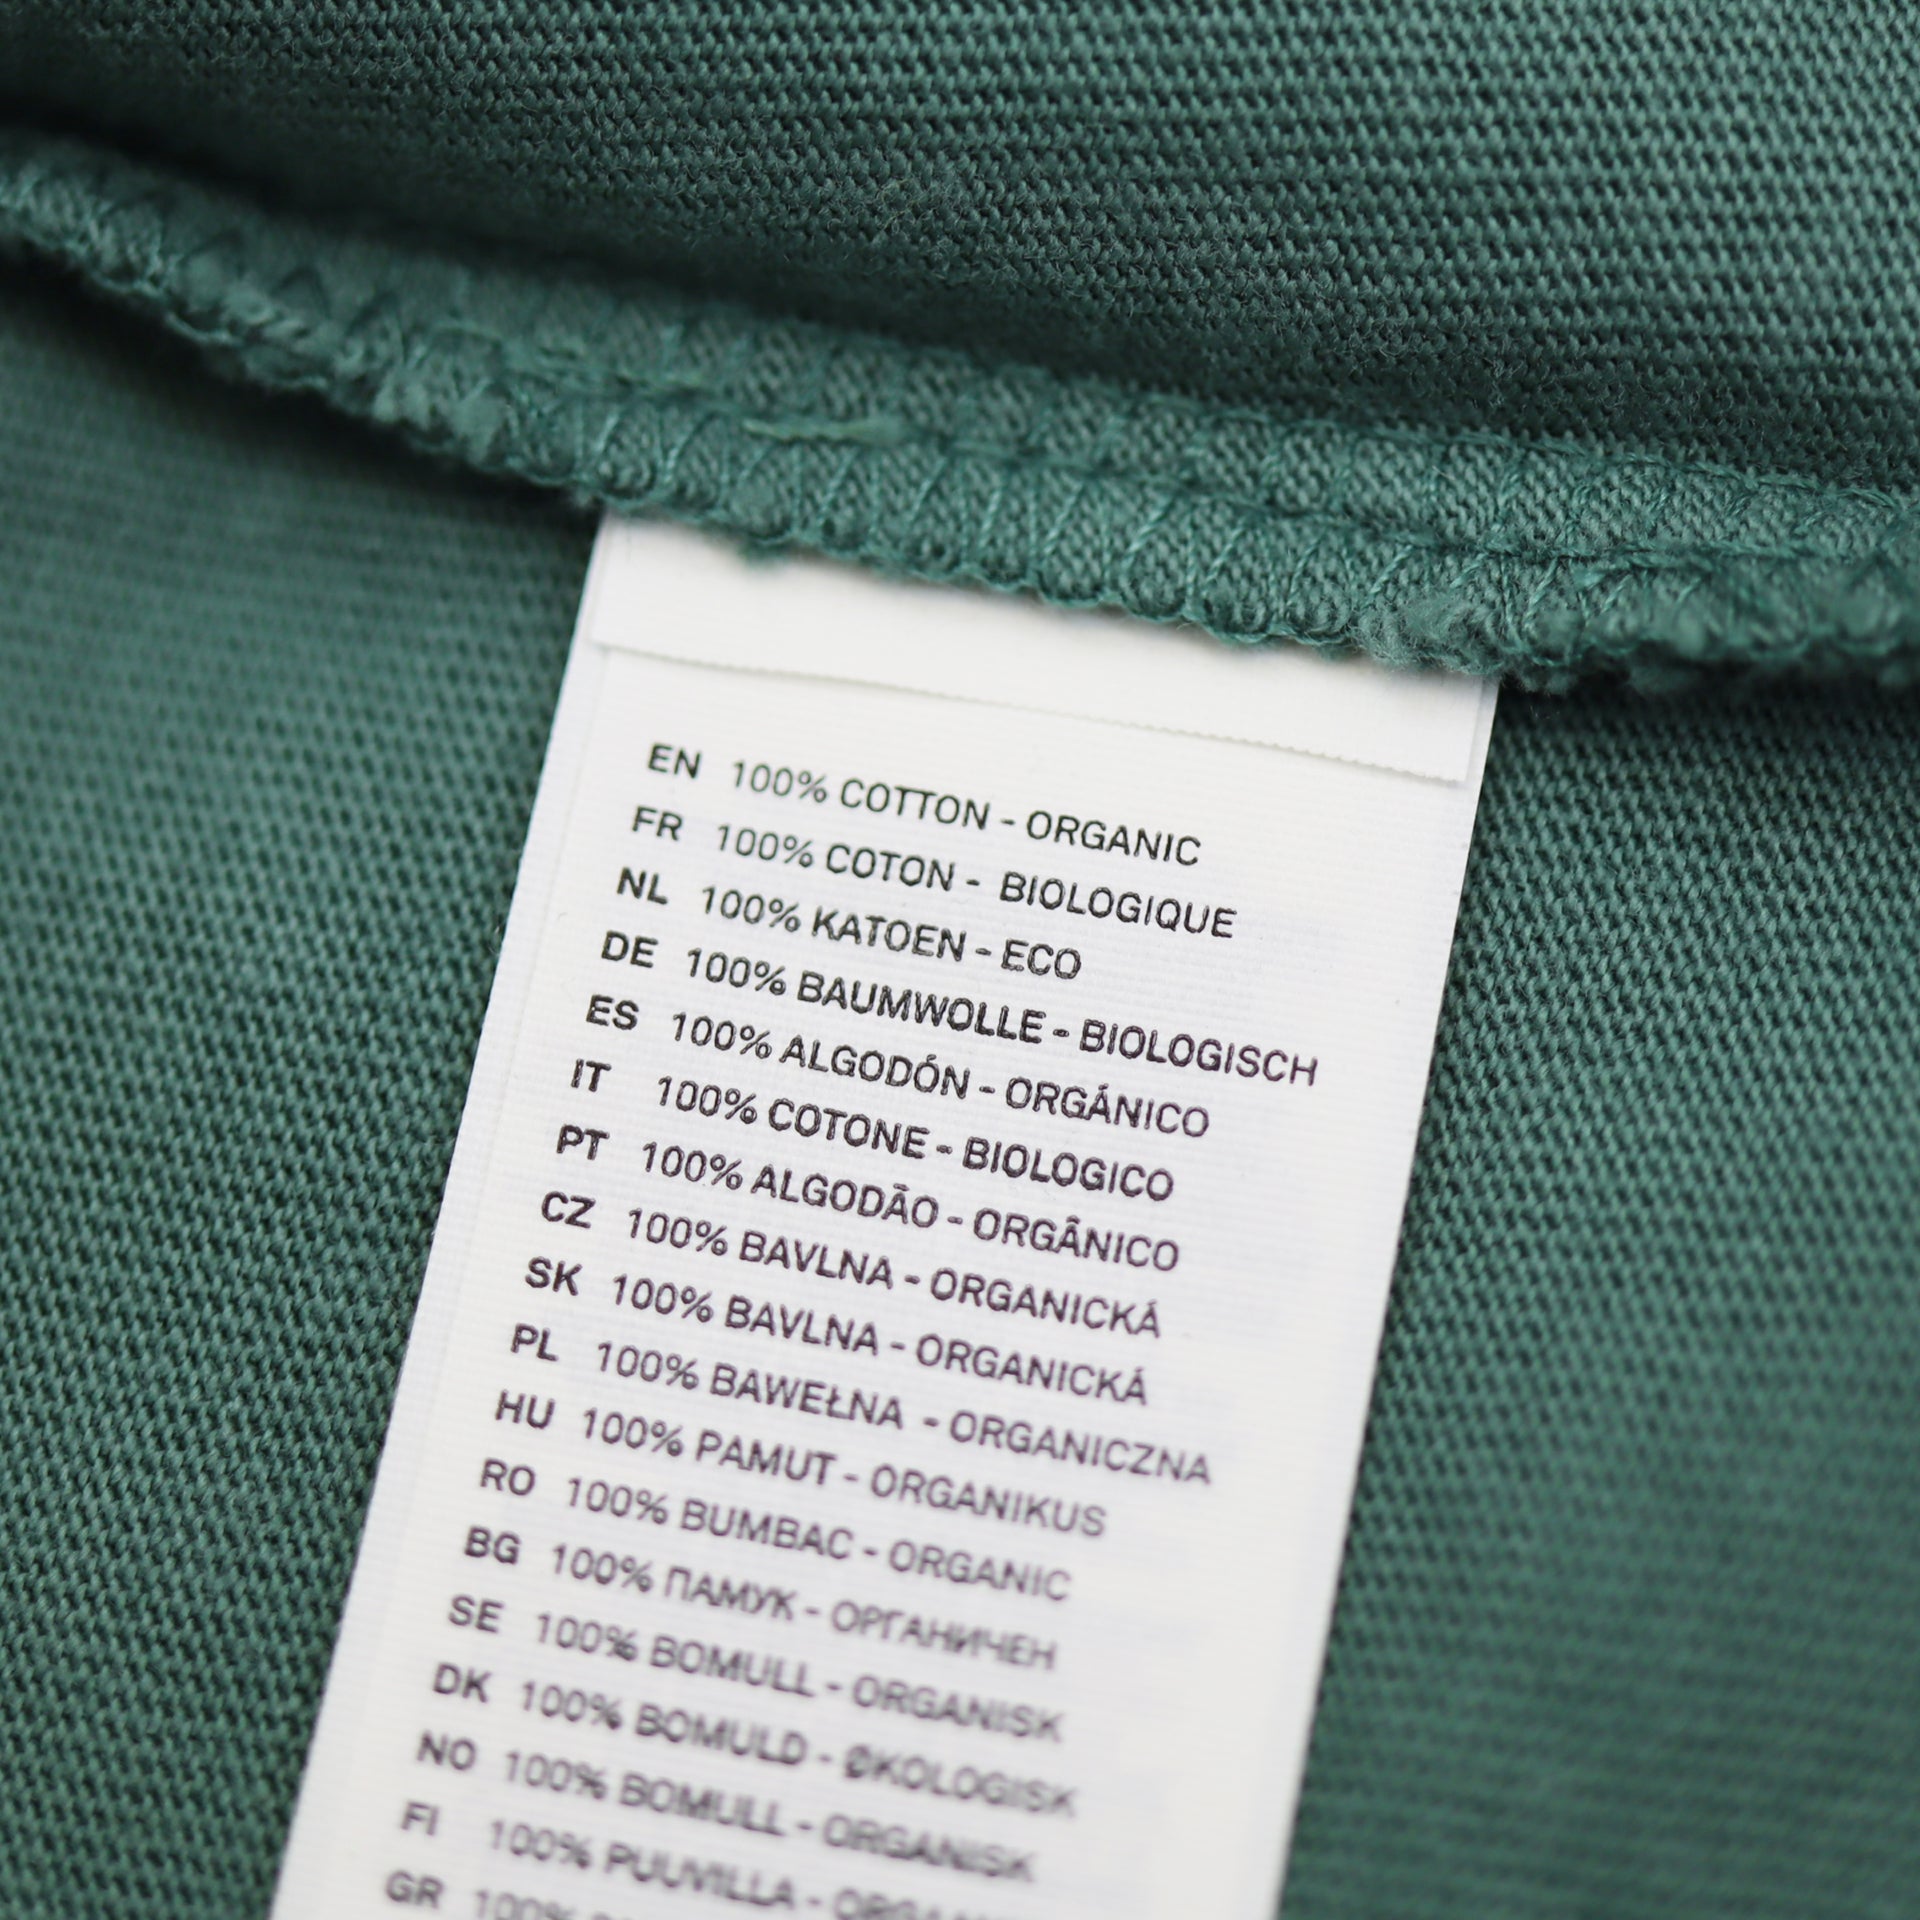 EN 100% COTTON - ORGANIC
FR 100% COTON - BIOLOGIQUE
NL 100% KATOEN - ECO
DE 100% BAUMWOLLE - BIOLOGISCH
ES 100% ALGODÓN - ORGÁNICO
IT 100% COTONE - BIOLOGICO
PT 100% ALGODÃO - ORGÂNICO
CZ 100% BAVLNA - ORGANICKÁ
SK 100% BAVLNA - ORGANICKÁ
PL 100% BAWEŁNA - ORGANICZNA
HU 100% PAMUT - ORGANIKUS
RO 100% BUMBAC - ORGANIC
BG 100% ПАМУК - ОРГАНИЧЕН
SE 100% BOMULL - ORGANISK
DK 100% BOMULD - ØKOLOGISK
NO 100% BOMULL - ORGANISK
FI 100% PUUVILLA -
GR 100%